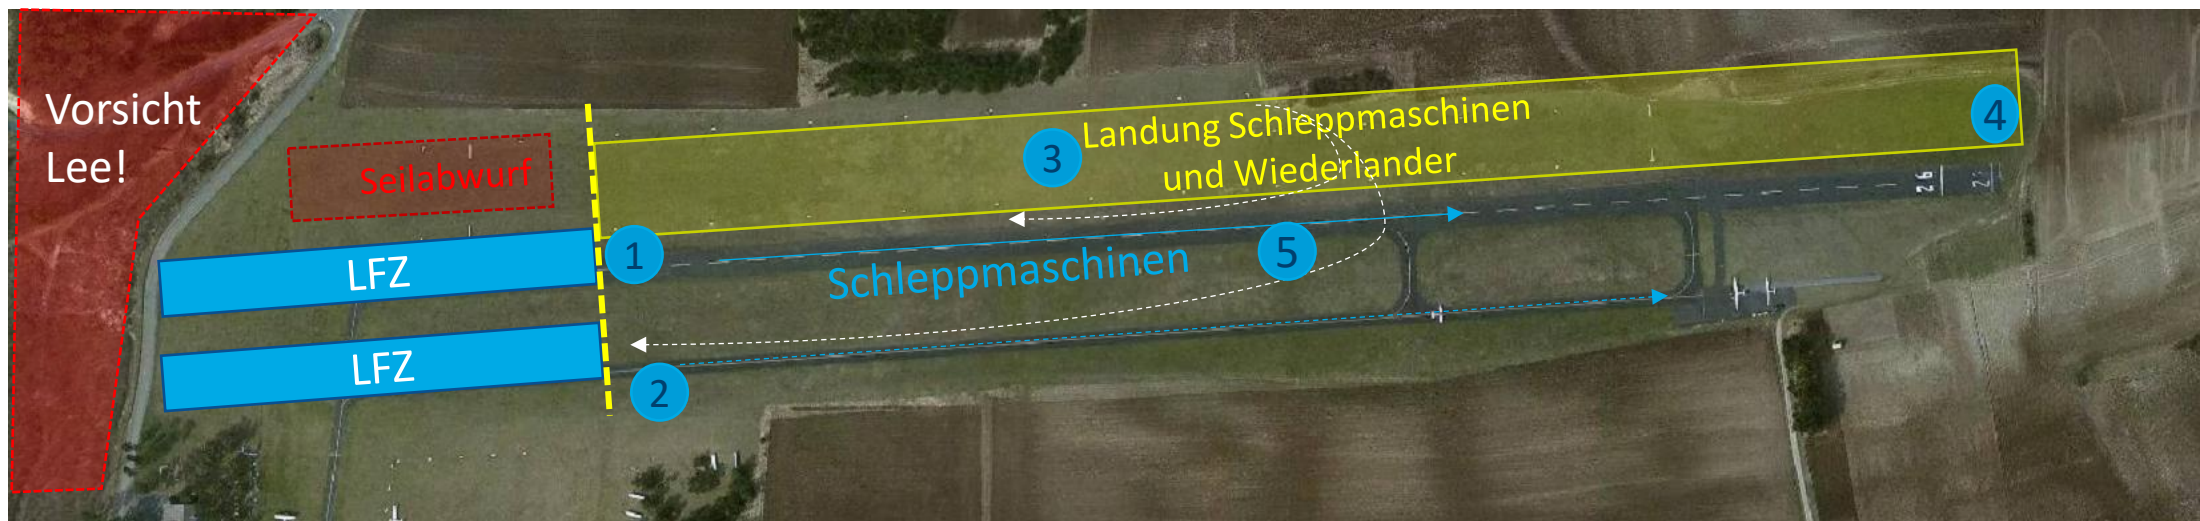 Vorsicht
Lee!
Seilabwurf
LFZ
LFZ
1
2
3
Landung Schleppmaschinen
und Wiederlander
4
Schleppmaschinen
5
26